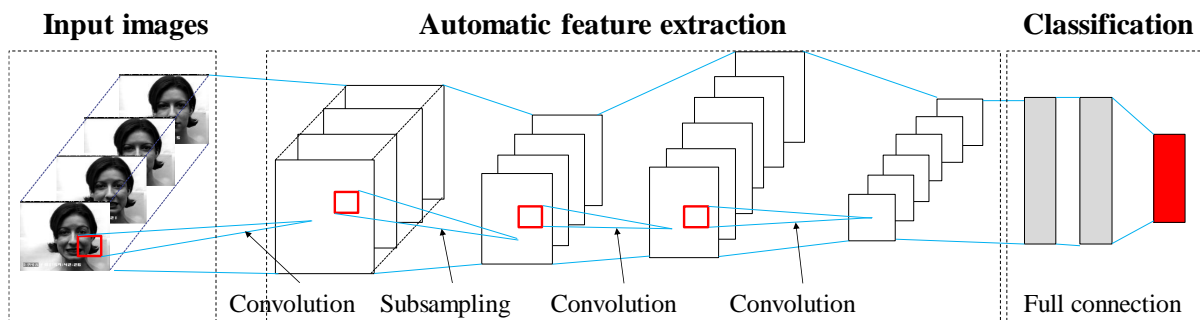 Input images
Automatic feature extraction
Classification
Convolution
Subsampling
Convolution
Convolution
Full connection